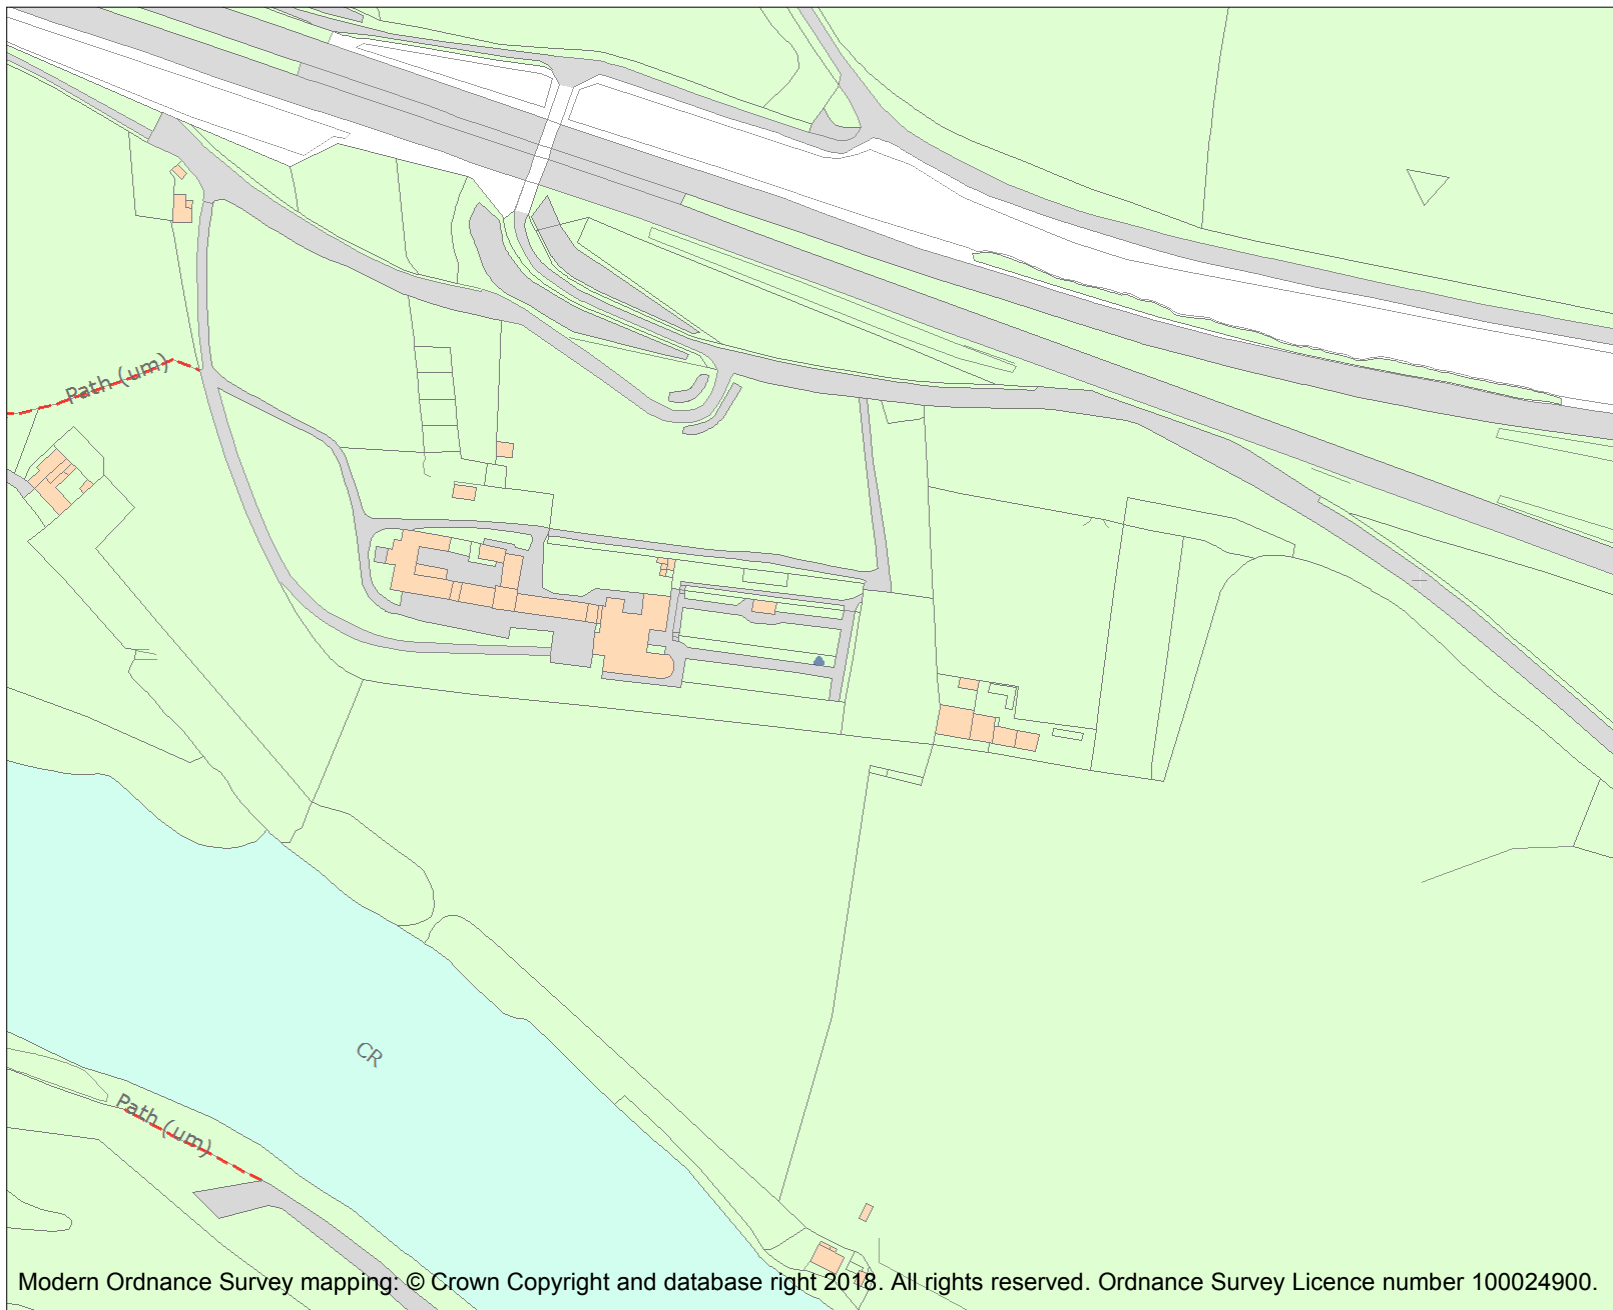 Path (um)
CR
Path (um)
Modern Ordnance Survey mapping: © Crown Copyright and database right 2018. All rights reserved. Ordnance Survey Licence number 100024900.